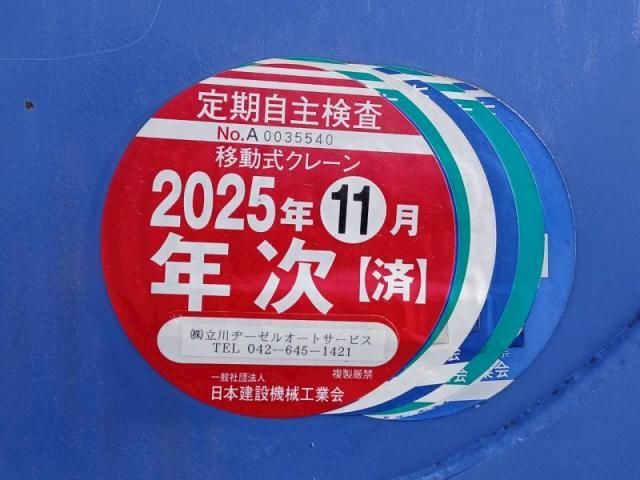 定期自主検査
No.A 0035540
移動式クレーン
2025年 11月
年次【済】
㈱立川ヂーゼルオートサービス
TEL 042-645-1421
複製厳禁
一般社団法人
日本建設機械工業会